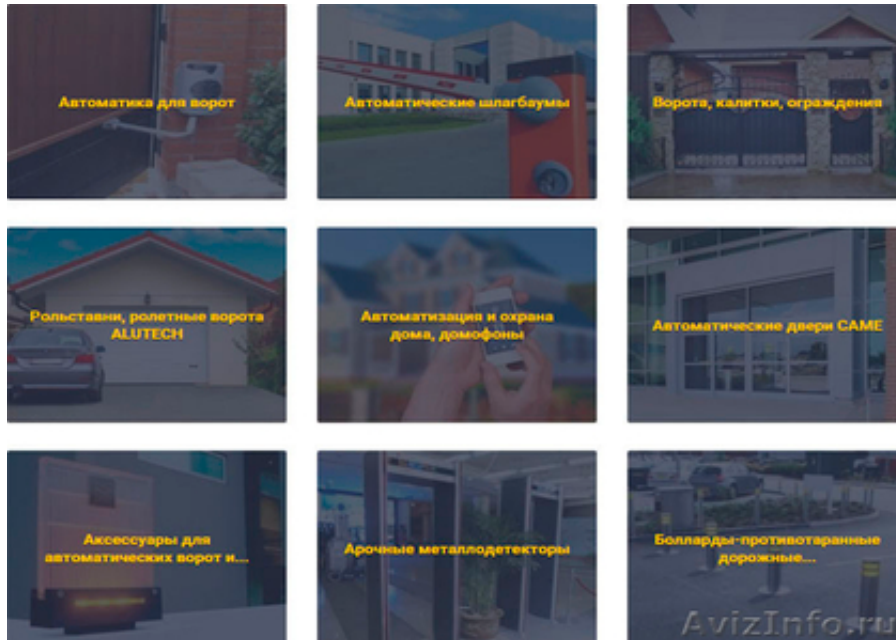 Автоматика для ворот
Автоматические шлагбаумы
Ворота, калитки, ограждения
Рольставни, ролетные ворота
ALUTECH
Автоматизация и охрана
дома, домофоны
Автоматические двери CAME
Аксессуары для
автоматических ворот и...
Арочные металлодетекторы
Болларды-противотаранные
дорожные...
AvizInfo.ru